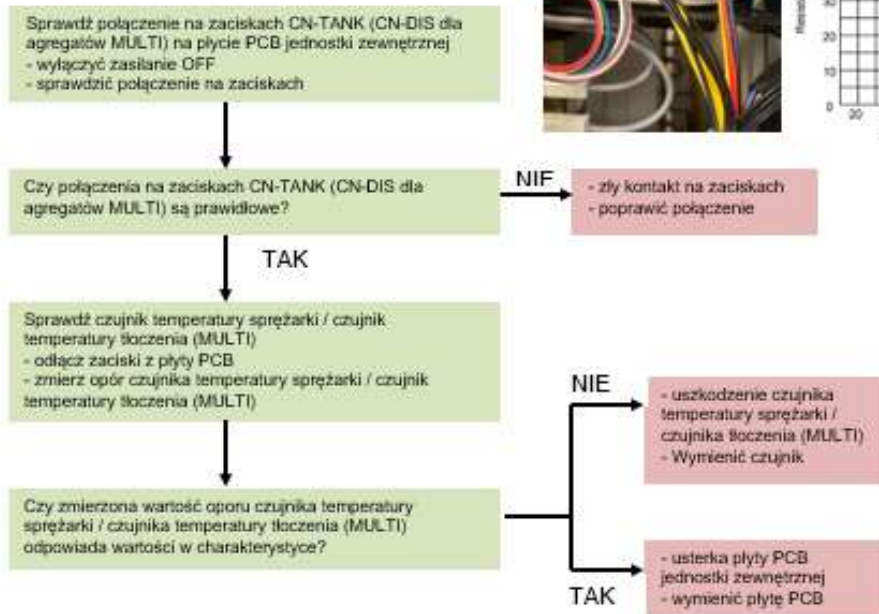 Sprawdź połączenie na zaciskach CN-TANK (CN-DIS dla
agregatów MULTI) na płycie PCB jednostki zewnętrznej
- wyłączyć zasilanie OFF
- sprawdzić połączenie na zaciskach
30
20
10
0
20
Czy połączenia na zaciskach CN-TANK (CN-DIS dla
agregatów MULTI) są prawidłowe?
NIE
- zły kontakt na zaciskach
- poprawić połączenie
TAK
Sprawdź czujnik temperatury sprężarki / czujnik
temperatury tłoczenia (MULTI)
- odłącz zaciski z płyty PCB
- zmierz opór czujnika temperatury sprężarki / czujnik
temperatury tłoczenia (MULTI)
NIE
- uszkodzenie czujnika
temperatury sprężarki /
czujnika tłoczenia (MULTI)
- Wymienić czujnik
Czy zmierzona wartość oporu czujnika temperatury
sprężarki / czujnika temperatury tłoczenia (MULTI)
odpowiada wartości w charakterystyce?
TAK
- usterka płyty PCB
jednostki zewnętrznej
- wymienić płytę PCB